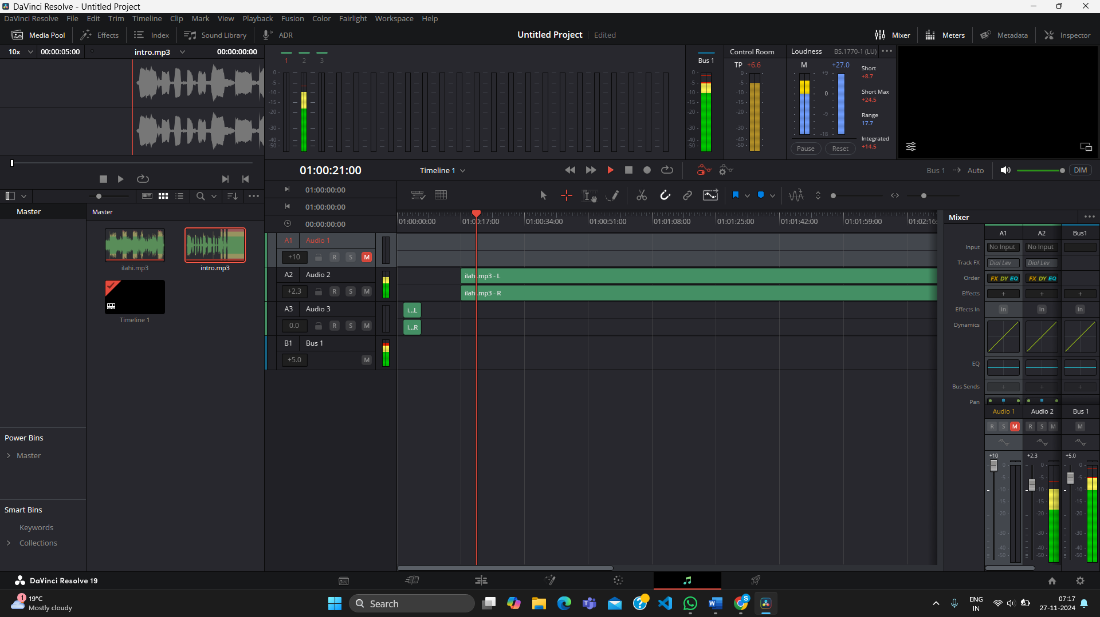 DaVinci Resolve - Untitled Project
DaVinci Resolve File Edit Trim Timeline Clip Mark View Playback Fusion Color Fairlight Workspace Help
Media Pool Effects Index Sound Library ADR Untitled Project Edited Mixer Meters Metadata Inspector
10x 00:00:05:00 intro.mp3 00:00:00:00
1 2 3
Bus 1
Control Room
TP -6.6
Loudness BS.1770-1 (LU)
M +27.0
Short
+8.7
Short Max
+24.5
Range
17.7
Integrated
+14.5
Pause Reset
01:00:21:00 Timeline 1
Bus 1 Auto DIM
Master
Master
01:00:00:00
01:00:00:00
00:00:00:00
01:00:00:00 01:00:17:00 01:00:34:00 01:00:51:00 01:01:08:00 01:01:25:00 01:01:42:00 01:01:59:00 01:02:16:
ilahi.mp3 intro.mp3
Timeline 1
A1 Audio 1
+10 R S M
A2 Audio 2
+2.3 R S M
A3 Audio 3
0.0 R S M
B1 Bus 1
+5.0 M
ilahi.mp3 - L
ilahi.mp3 - R
i...L
i...R
Mixer
A1 A2 Bus1
Input No Input No Input
Track FX Dial Lev Dial Lev
Order FX DY EQ FX DY EQ
Effects + + +
Effects In
Dynamics
EQ
Bus Sends
Pan
Audio 1 Audio 2 Bus 1
R S M R S M M
+10 +2.3 +5.0
Power Bins
Master
Smart Bins
Keywords
Collections
DaVinci Resolve 19
19°C
Mostly cloudy
Search
ENG
IN
07:17
27-11-2024